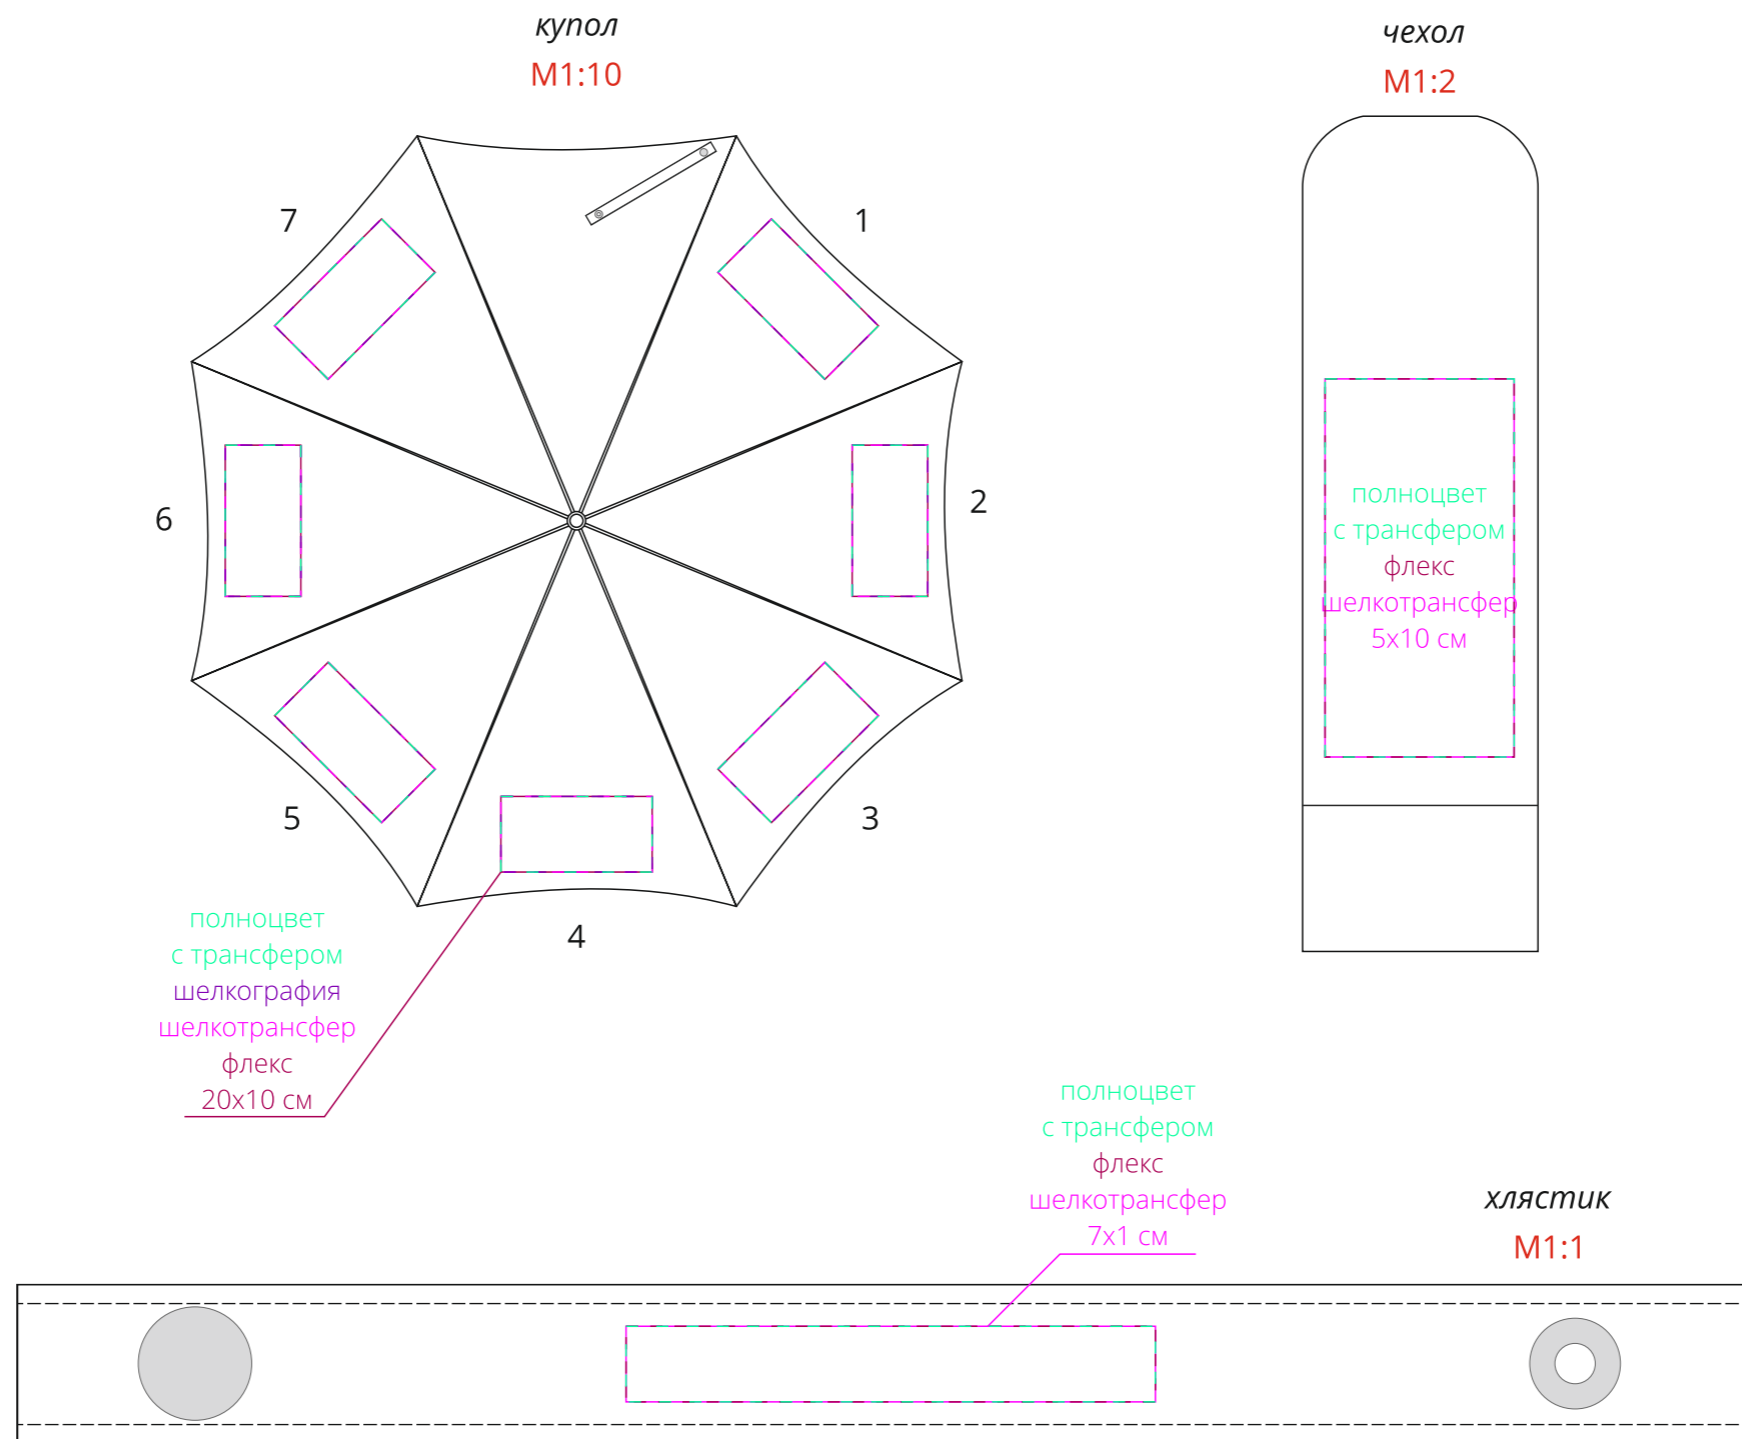 купол
М1:10
чехол
М1:2
7
1
6
2
5
3
4
полноцвет
с трансфером
флекс
шелкотрансфер
5х10 см
полноцвет
с трансфером
шелкография
шелкотрансфер
флекс
20х10 см
полноцвет
с трансфером
флекс
шелкотрансфер
7х1 см
хлястик
М1:1